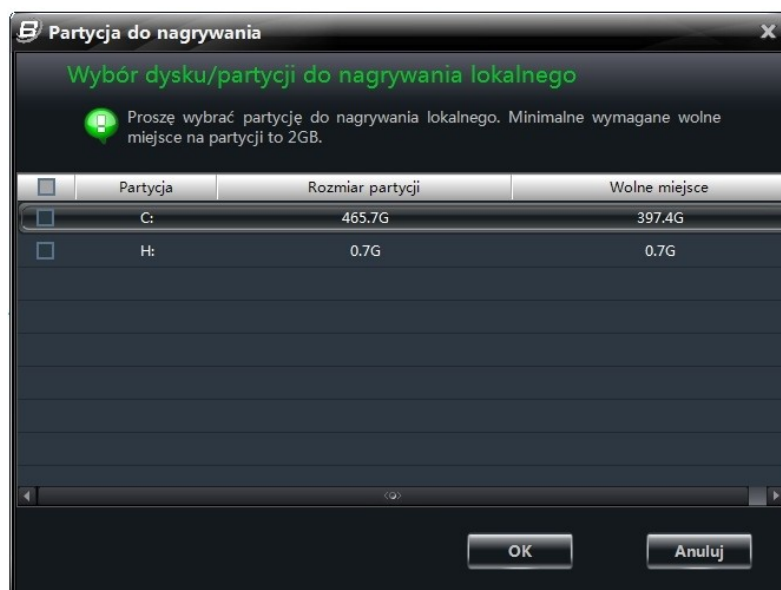 Partycja do nagrywania
Wybór dysku/partycji do nagrywania lokalnego
Proszę wybrać partycję do nagrywania lokalnego. Minimalne wymagane wolne
miejsce na partycji to 2GB.
Partycja Rozmiar partycji Wolne miejsce
C: 465.7G 397.4G
H: 0.7G 0.7G
OK Anuluj